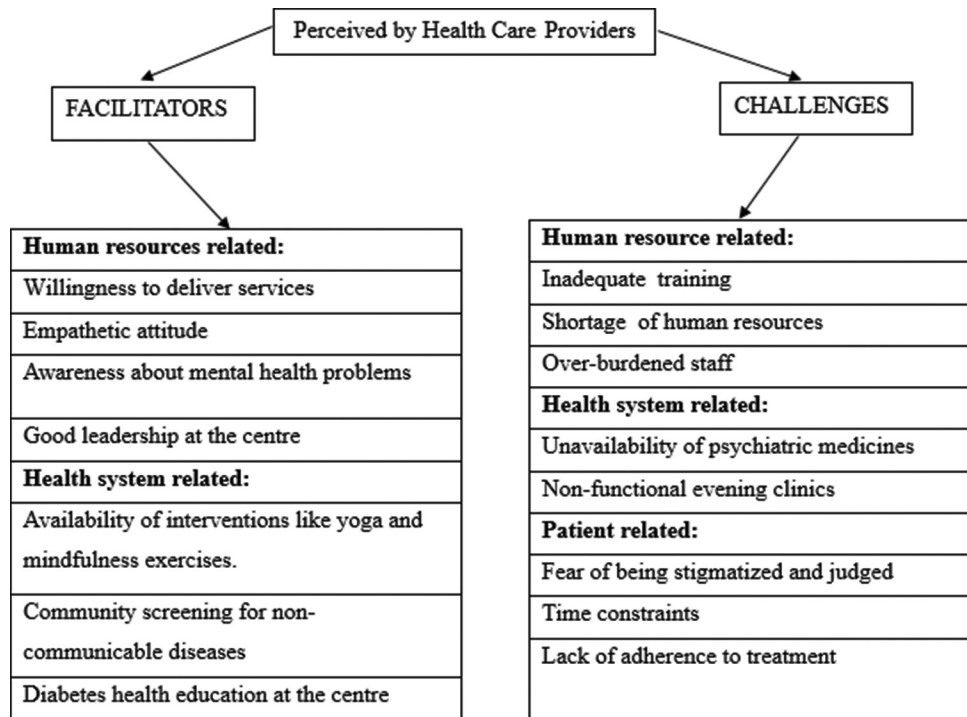 Perceived by Health Care Providers
FACILITATORS
CHALLENGES
Human resources related:
Willingness to deliver services
Empathetic attitude
Awareness about mental health problems
Good leadership at the centre
Health system related:
Availability of interventions like yoga and
mindfulness exercises.
Community screening for non-
communicable diseases
Diabetes health education at the centre
Human resource related:
Inadequate training
Shortage of human resources
Over-burdened staff
Health system related:
Unavailability of psychiatric medicines
Non-functional evening clinics
Patient related:
Fear of being stigmatized and judged
Time constraints
Lack of adherence to treatment